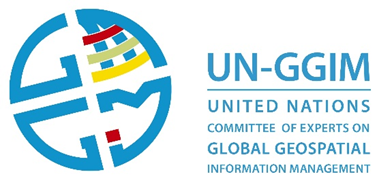 UN-GGIM
UNITED NATIONS
COMMITTEE OF EXPERTS ON
GLOBAL GEOSPATIAL
INFORMATION MANAGEMENT